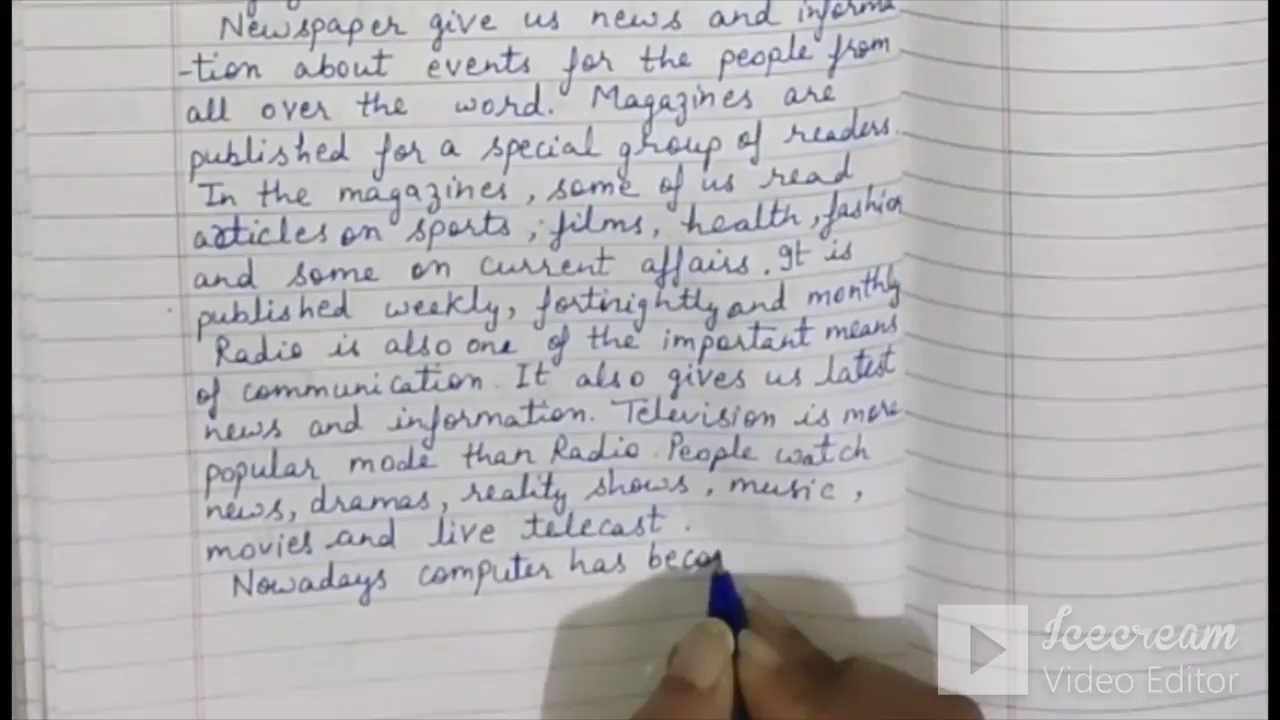 Newspaper give us news and informa
-tion about events for the people from
all over the word. Magazines are
published for a special group of readers.
In the magazines, some of us read
articles on sports, films, health, fashion
and some on current affairs. It is
published weekly, fortinightly and monthly
Radio is also one of the important means
of communication. It also gives us latest
news and information. Television is more
popular mode than Radio. People watch
news, dramas, reality shows, music,
movies and live telecast.
Nowadays computer has becom
Icecream
Video Editor